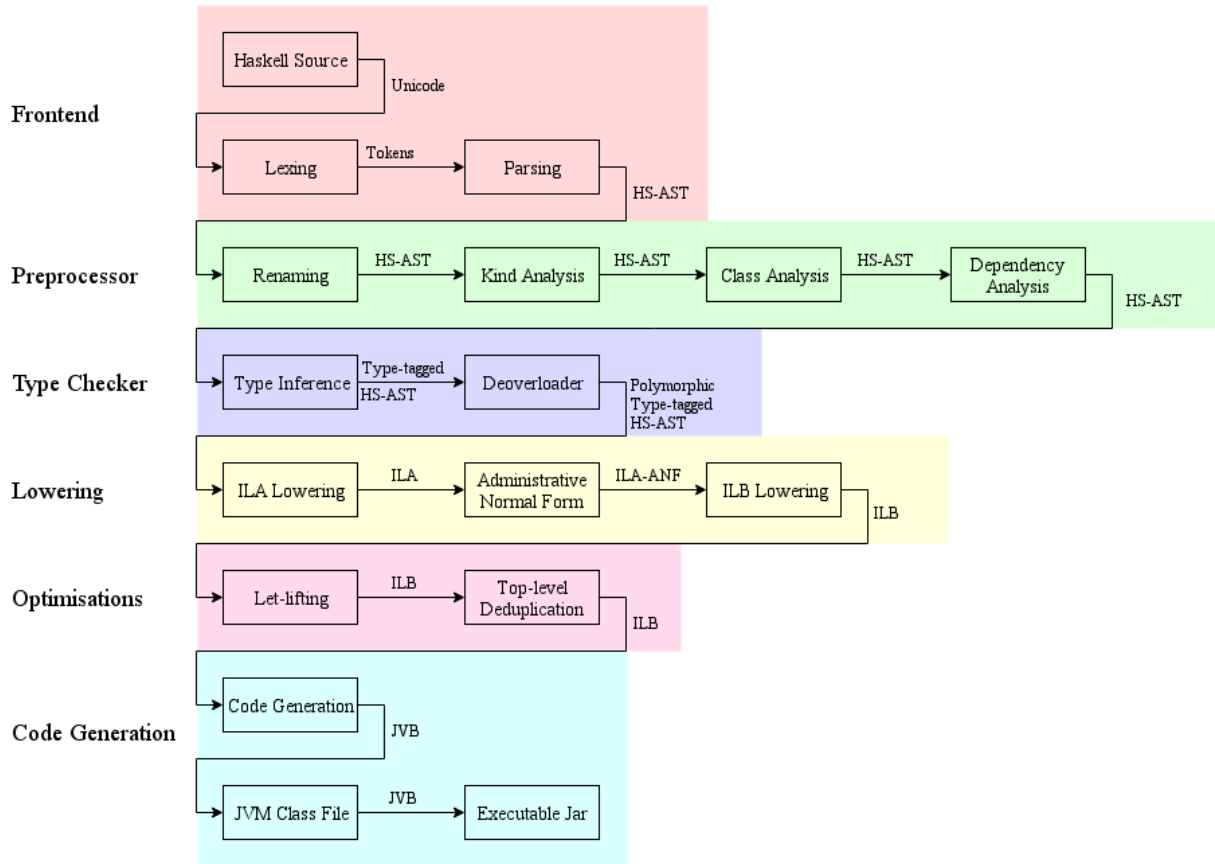 Haskell Source
Unicode
Frontend
Lexing
Tokens
Parsing
HS-AST
Preprocessor
Renaming
HS-AST
Kind Analysis
HS-AST
Class Analysis
HS-AST
Dependency
Analysis
HS-AST
Type Checker
Type Inference
Type-tagged
HS-AST
Deoverloader
Polymorphic
Type-tagged
HS-AST
Lowering
ILA Lowering
ILA
Administrative
Normal Form
ILA-ANF
ILB Lowering
ILB
Optimisations
Let-lifting
ILB
Top-level
Deduplication
ILB
Code Generation
Code Generation
JVB
JVM Class File
JVB
Executable Jar